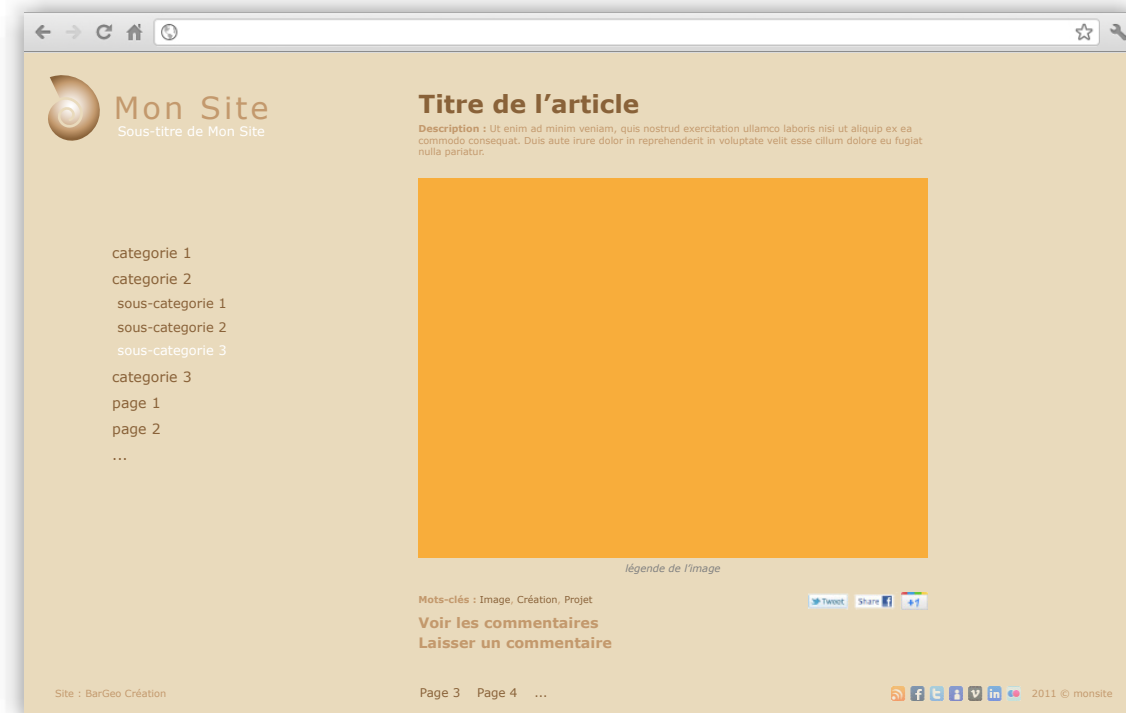 Mon Site
Sous-titre de Mon Site
categorie 1
categorie 2
sous-categorie 1
sous-categorie 2
sous-categorie 3
categorie 3
page 1
page 2
...
Titre de l’article
Description : Ut enim ad minim veniam, quis nostrud exercitation ullamco laboris nisi ut aliquip ex ea
commodo consequat. Duis aute irure dolor in reprehenderit in voluptate velit esse cillum dolore eu fugiat
nulla pariatur.
légende de l’image
Mots-clés : Image, Création, Projet
Tweet Share f +1
Voir les commentaires
Laisser un commentaire
Site : BarGeo Création
Page 3 Page 4 ...
f t v in 2011 © monsite